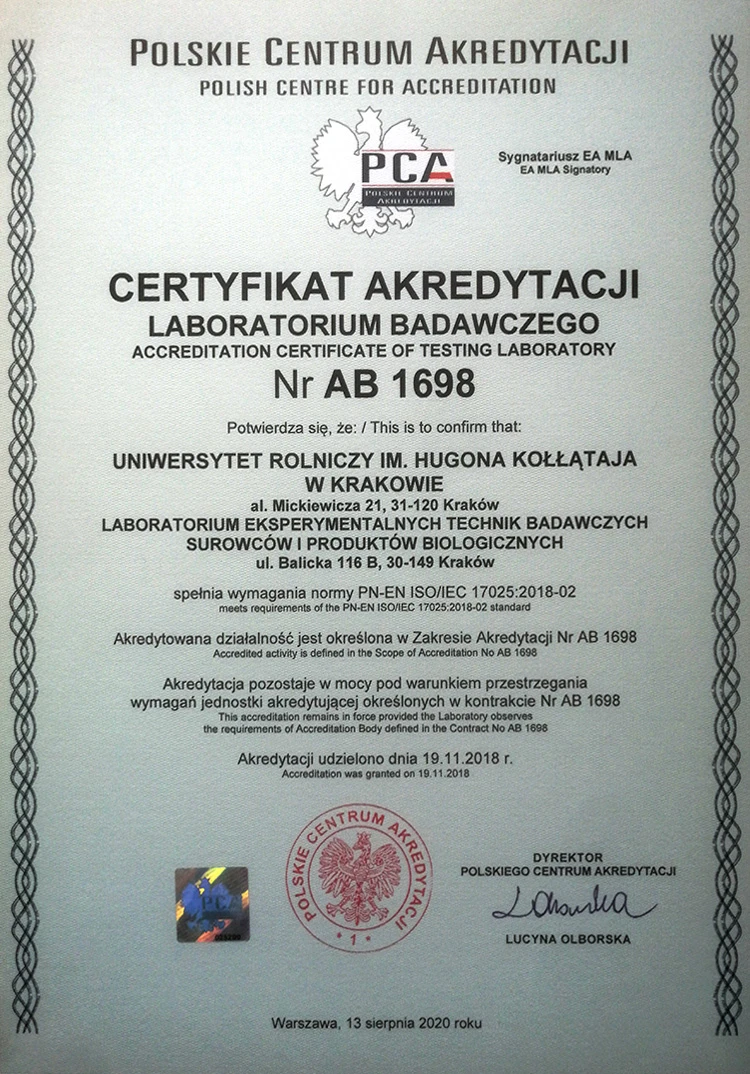 POLSKIE CENTRUM AKREDYTACJI
POLISH CENTRE FOR ACCREDITATION
PCA
POLSKIE CENTRUM
AKREDYTACJI
Sygnatariusz EA MLA
EA MLA Signatory
CERTYFIKAT AKREDYTACJI
LABORATORIUM BADAWCZEGO
ACCREDITATION CERTIFICATE OF TESTING LABORATORY
Nr AB 1698
Potwierdza się, że: / This is to confirm that:
UNIWERSYTET ROLNICZY IM. HUGONA KOŁŁĄTAJA
W KRAKOWIE
al. Mickiewicza 21, 31-120 Kraków
LABORATORIUM EKSPERYMENTALNYCH TECHNIK BADAWCZYCH
SUROWCÓW I PRODUKTÓW BIOLOGICZNYCH
ul. Balicka 116 B, 30-149 Kraków
spełnia wymagania normy PN-EN ISO/IEC 17025:2018-02
meets requirements of the PN-EN ISO/IEC 17025:2018-02 standard
Akredytowana działalność jest określona w Zakresie Akredytacji Nr AB 1698
Accredited activity is defined in the Scope of Accreditation No AB 1698
Akredytacja pozostaje w mocy pod warunkiem przestrzegania
wymagań jednostki akredytującej określonych w kontrakcie Nr AB 1698
This accreditation remains in force provided the Laboratory observes
the requirements of Accreditation Body defined in the Contract No AB 1698
Akredytacji udzielono dnia 19.11.2018 r.
Accreditation was granted on 19.11.2018
POLSKIE CENTRUM AKREDYTACJI
* 1 *
PCA
DYREKTOR
POLSKIEGO CENTRUM AKREDYTACJI
LUCYNA OLBORSKA
Warszawa, 13 sierpnia 2020 roku